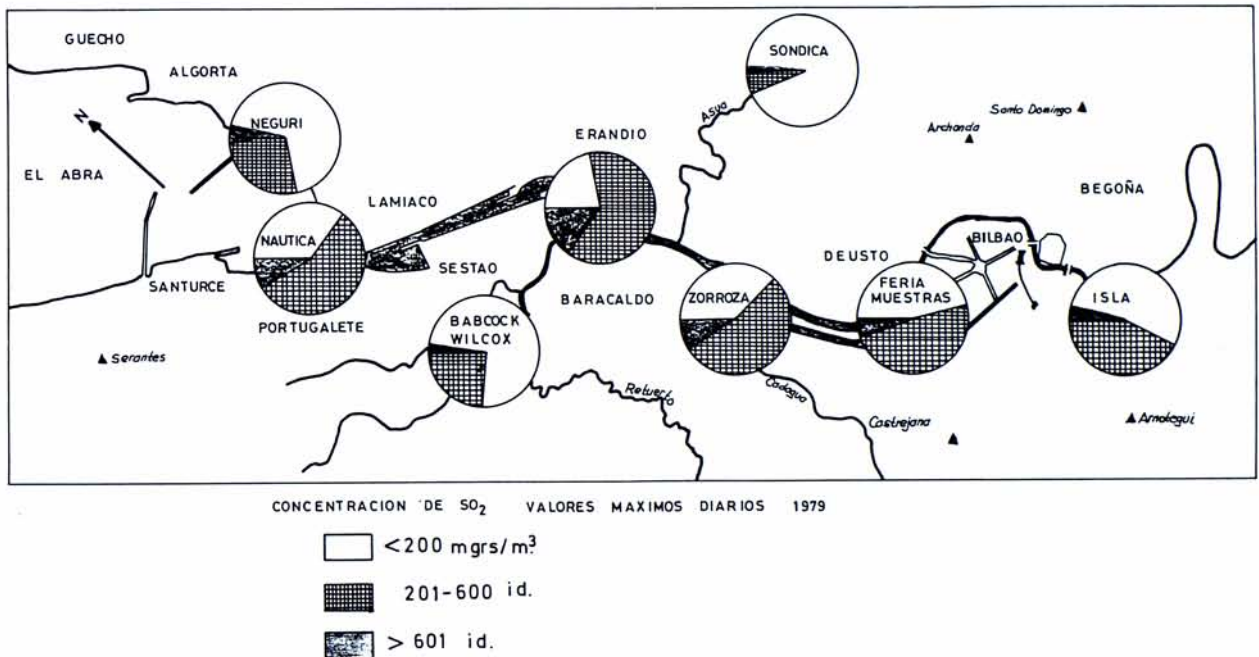 GUECHO
ALGORTA
NEGURI
N
EL ABRA
SANTURCE
NAUTICA
PORTUGALETE
Serantes
LAMIACO
SESTAO
BABCOCK
WILCOX
ERANDIO
BARACALDO
Retuerto
SONDICA
Asua
ZORROZA
Cadagua
Castrejana
DEUSTO
FERIA
MUESTRAS
BILBAO
Archanda
Santo Domingo
BEGOÑA
ISLA
Arnotegui
CONCENTRACION DE SO₂ VALORES MAXIMOS DIARIOS 1979
<200 mgrs/m³.
201-600 id.
> 601 id.